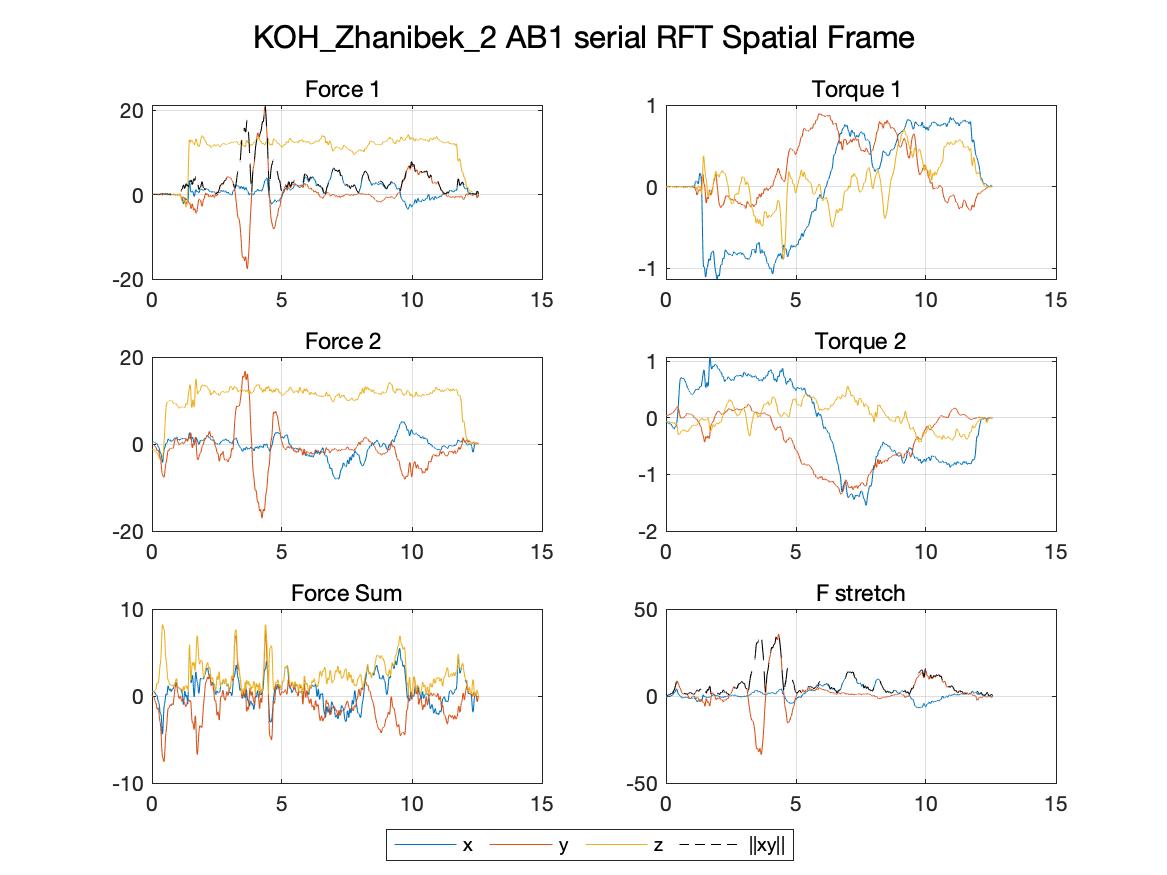 KOH_Zhanibek_2 AB1 serial RFT Spatial Frame
Force 1
20
0
-20
0 5 10 15
Torque 1
1
0
-1
0 5 10 15
Force 2
20
0
-20
0 5 10 15
Torque 2
1
0
-1
-2
0 5 10 15
Force Sum
10
0
-10
0 5 10 15
F stretch
50
0
-50
0 5 10 15
x y z ||xy||